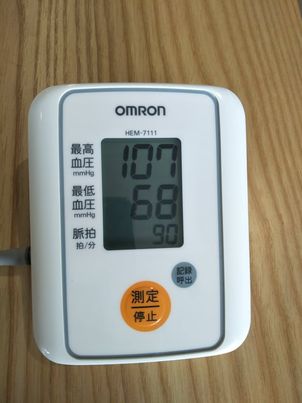 OMRON
HEM-7111
最高
血圧
mmHg
107
最低
血圧
mmHg
68
脈拍
拍/分
90
記録
呼出
測定
停止